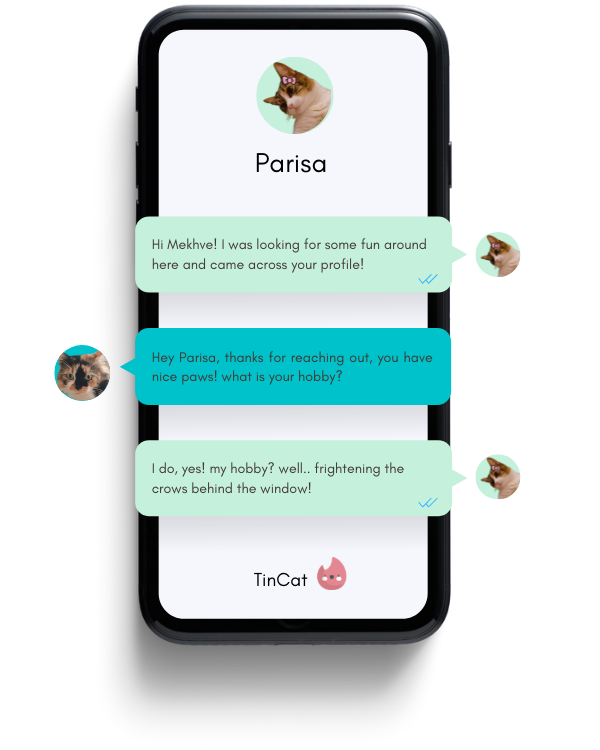 Parisa
Hi Mekhve! I was looking for some fun around
here and came across your profile!
Hey Parisa, thanks for reaching out, you have
nice paws! what is your hobby?
I do, yes! my hobby? well.. frightening the
crows behind the window!
TinCat